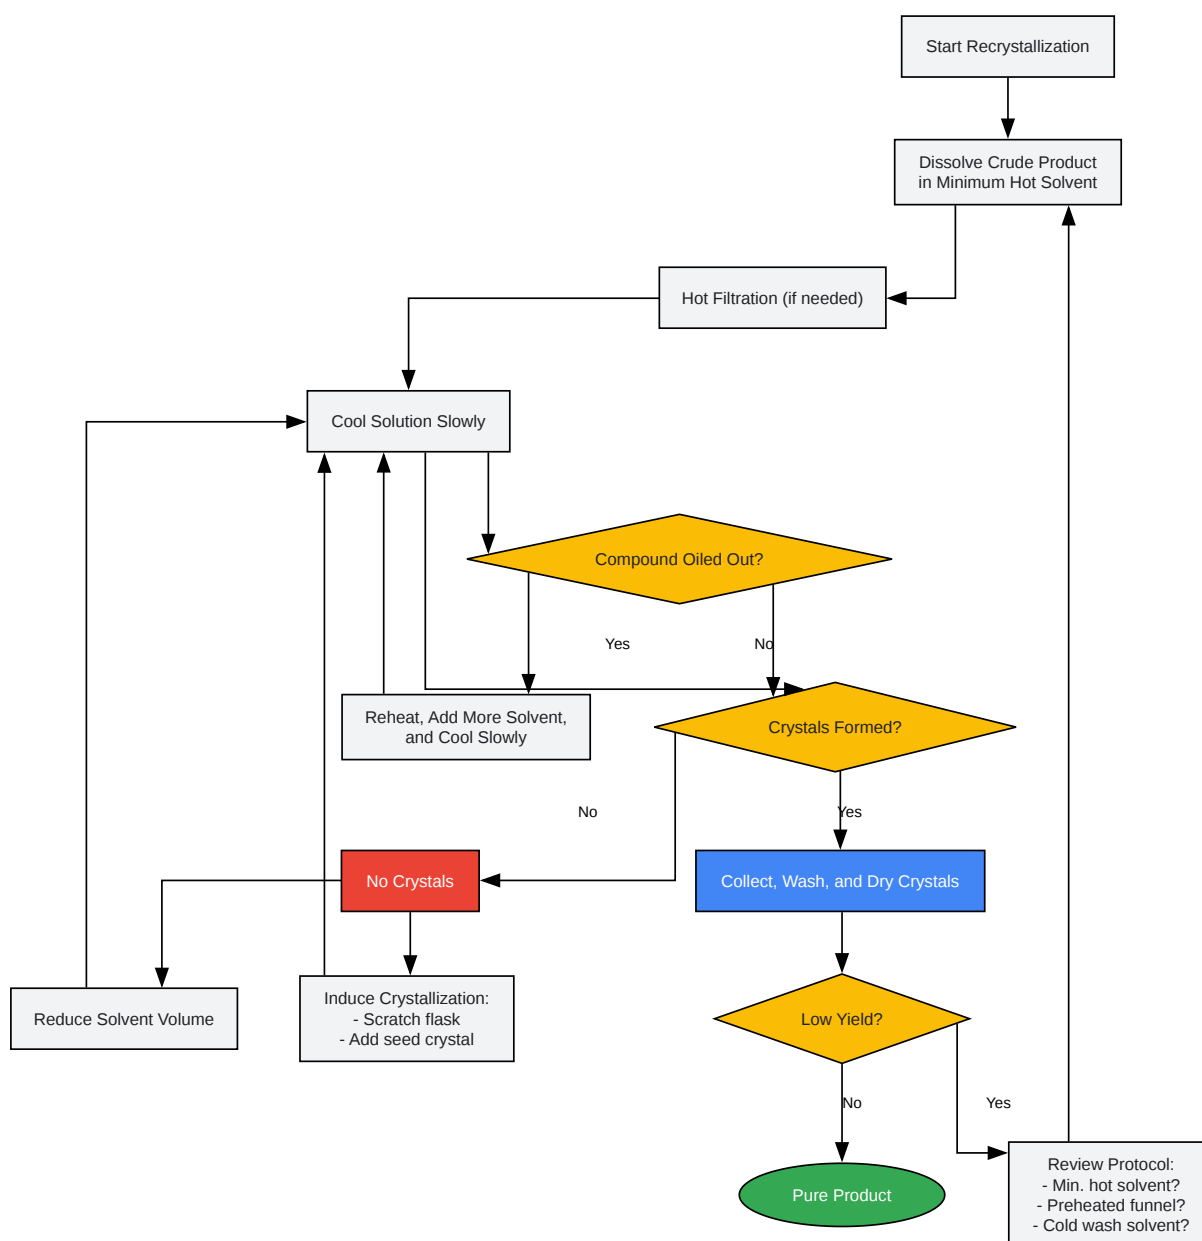 Start Recrystallization
Dissolve Crude Product
in Minimum Hot Solvent
Hot Filtration (if needed)
Cool Solution Slowly
Compound Oiled Out?
Yes
No
Reheat, Add More Solvent,
and Cool Slowly
Crystals Formed?
No
Yes
No Crystals
Collect, Wash, and Dry Crystals
Reduce Solvent Volume
Induce Crystallization:
- Scratch flask
- Add seed crystal
Low Yield?
No
Yes
Pure Product
Review Protocol:
- Min. hot solvent?
- Preheated funnel?
- Cold wash solvent?